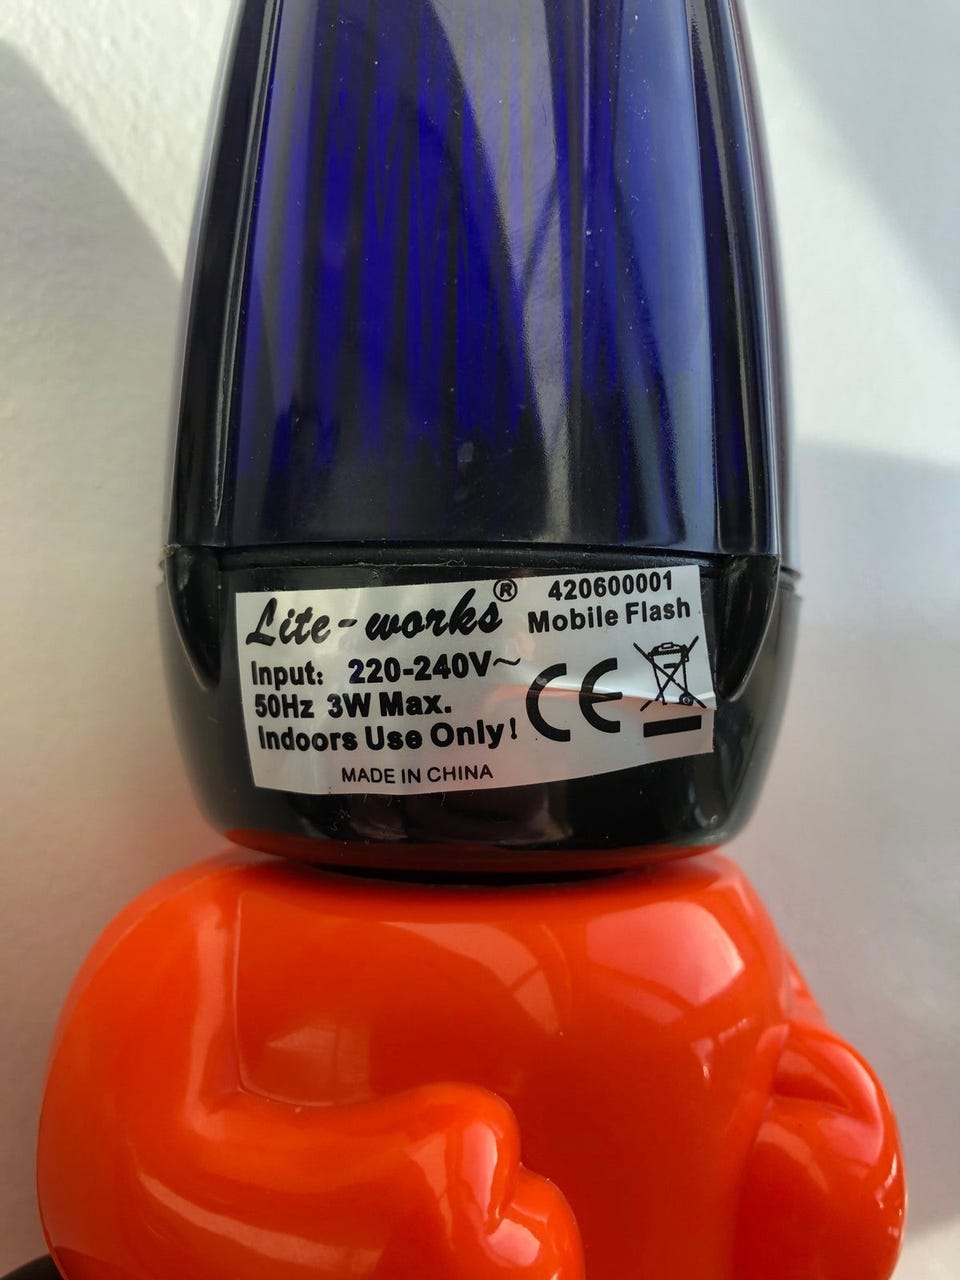 Lite-works®
420600001
Mobile Flash
Input: 220-240V~
50Hz 3W Max.
Indoors Use Only!
CE
MADE IN CHINA